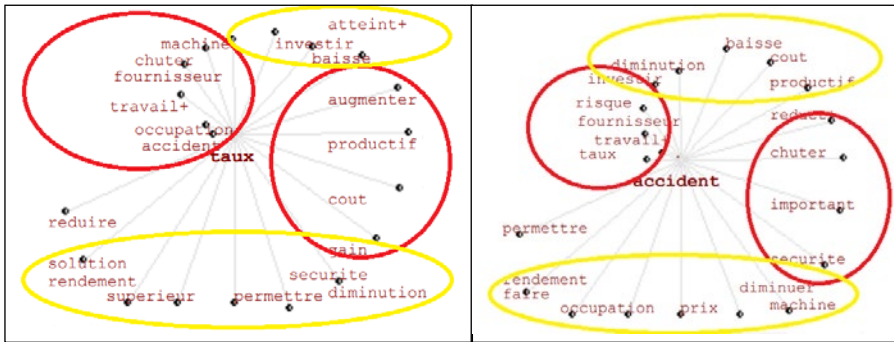 atteint+
machine
investir
chuter
baisse
fournisseur
augmenter
travail+
occupation
productif
accident
taux
cout
reduire
gain
solution
securite
rendement
diminution
superieur
permettre
baisse
cout
diminution
investir
productif
risque
reducti
fournisseur
travail+
chuter
taux
accident
important
permettre
securite
rendement
diminuer
faire
occupation
prix
machine